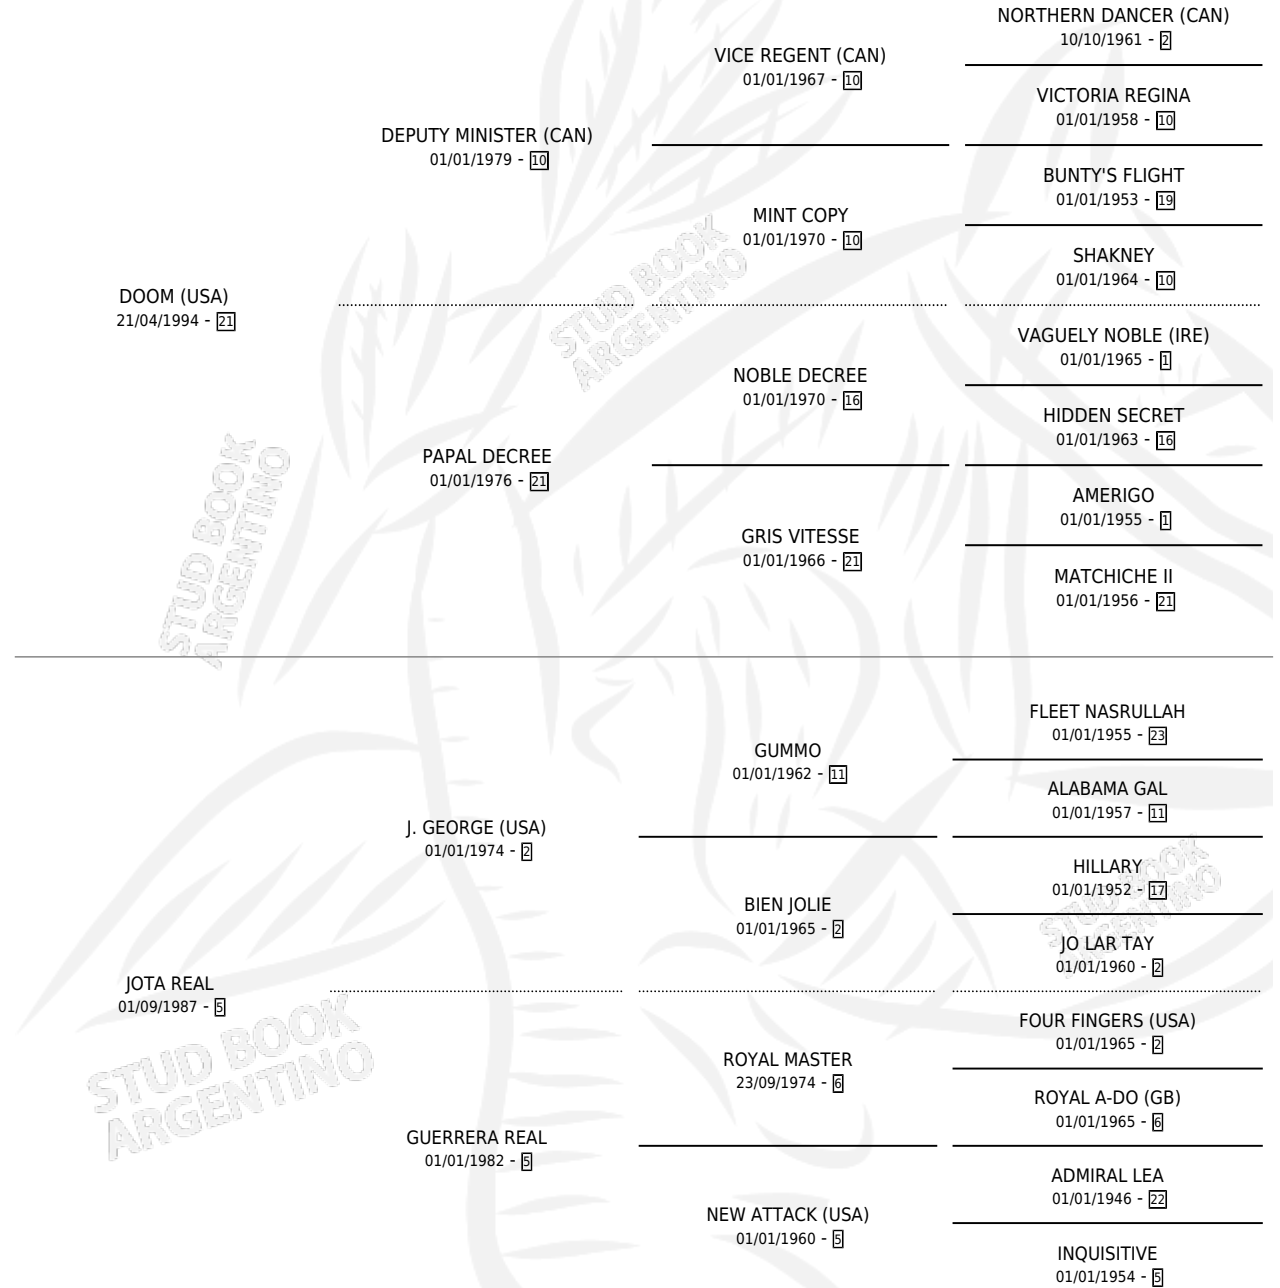 NORTHERN DANCER (CAN)
10/10/1961 - 2
VICE REGENT (CAN)
01/01/1967 - 10
VICTORIA REGINA
01/01/1958 - 10
DEPUTY MINISTER (CAN)
01/01/1979 - 10
BUNTY'S FLIGHT
01/01/1953 - 19
MINT COPY
01/01/1970 - 10
SHAKNEY
01/01/1964 - 10
DOOM (USA)
21/04/1994 - 21
STUD BOOK
ARGENTINO
VAGUELY NOBLE (IRE)
01/01/1965 - 1
NOBLE DECREE
01/01/1970 - 16
HIDDEN SECRET
01/01/1963 - 16
PAPAL DECREE
01/01/1976 - 21
AMERIGO
01/01/1955 - 1
GRIS VITESSE
01/01/1966 - 21
MATCHICHE II
01/01/1956 - 21
STUD BOOK
ARGENTINO
FLEET NASRULLAH
01/01/1955 - 23
GUMMO
01/01/1962 - 11
ALABAMA GAL
01/01/1957 - 11
J. GEORGE (USA)
01/01/1974 - 2
HILLARY
01/01/1952 - 17
BIEN JOLIE
01/01/1965 - 2
STUD BOOK
ARGENTINO
JO LAR TAY
01/01/1960 - 2
JOTA REAL
01/09/1987 - 5
STUD BOOK
ARGENTINO
FOUR FINGERS (USA)
01/01/1965 - 2
ROYAL MASTER
23/09/1974 - 6
ROYAL A-DO (GB)
01/01/1965 - 6
GUERRERA REAL
01/01/1982 - 5
ADMIRAL LEA
01/01/1946 - 22
NEW ATTACK (USA)
01/01/1960 - 5
INQUISITIVE
01/01/1954 - 5